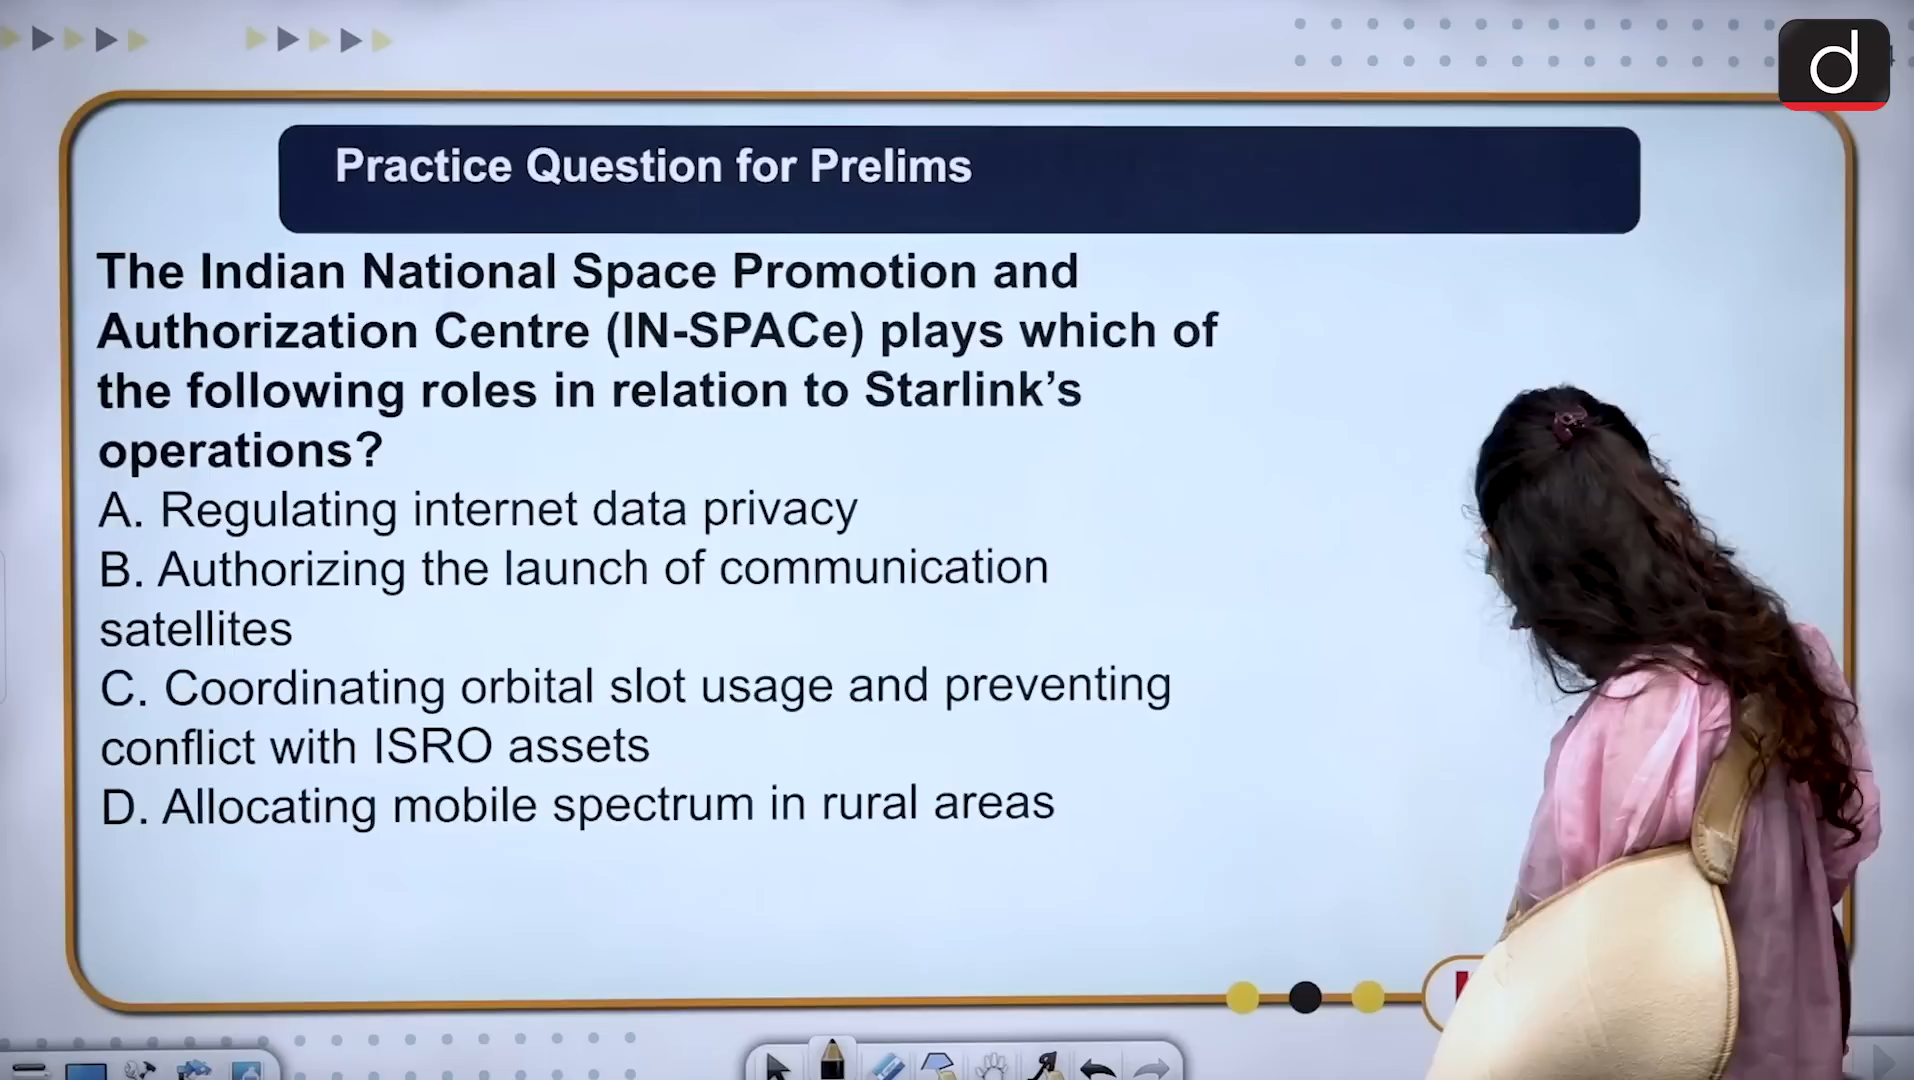 d
Practice Question for Prelims
The Indian National Space Promotion and
Authorization Centre (IN-SPACe) plays which of
the following roles in relation to Starlink’s
operations?
A. Regulating internet data privacy
B. Authorizing the launch of communication
satellites
C. Coordinating orbital slot usage and preventing
conflict with ISRO assets
D. Allocating mobile spectrum in rural areas